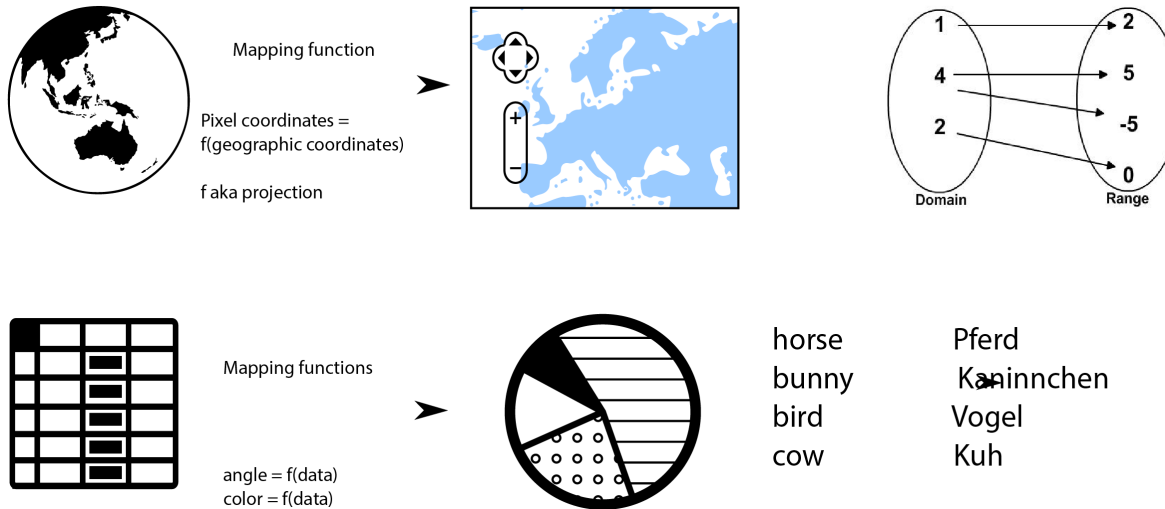 Mapping function
Pixel coordinates =
f(geographic coordinates)
f aka projection
+
−
1
4
2
Domain
2
5
-5
0
Range
Mapping functions
angle = f(data)
color = f(data)
horse Pferd
bunny Kaninnchen
bird Vogel
cow Kuh